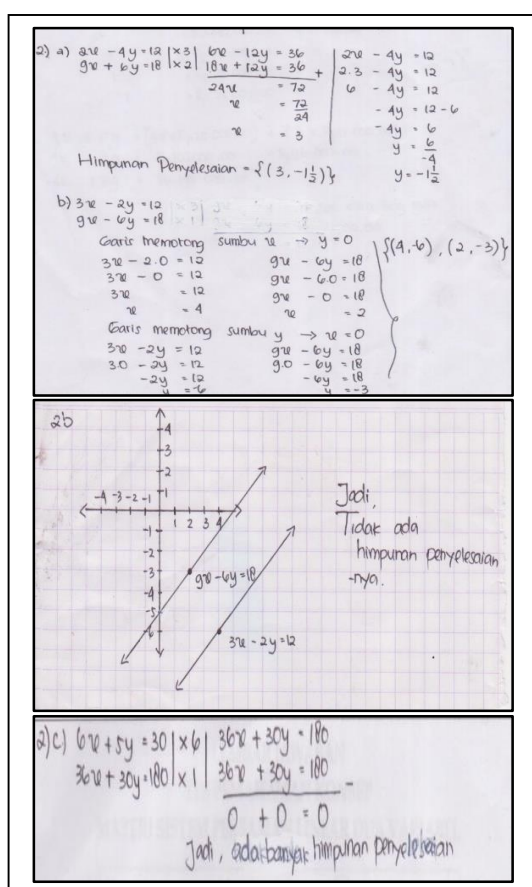 2) a) 2x - 4y = 12 | x3 | 6x - 12y = 36
9x + 6y = 18 | x2 | 18x + 12y = 36 +
24x = 72
x = 72/24
x = 3
2x - 4y = 12
2.3 - 4y = 12
6 - 4y = 12
- 4y = 12 - 6
- 4y = 6
y = 6/-4
y = -1 1/2
Himpunan Penyelesaian = {(3, -1 1/2)}
b) 3x - 2y = 12
9x - 6y = 18
Garis memotong sumbu x → y = 0
3x - 2.0 = 12 9x - 6y = 18
3x - 0 = 12 9x - 6.0 = 18
3x = 12 9x - 0 = 18
x = 4 x = 2
Garis memotong sumbu y → x = 0
3x - 2y = 12 9x - 6y = 18
3.0 - 2y = 12 9.0 - 6y = 18
-2y = 12 -6y = 18
y = -6 y = -3
{(4, -6), (2, -3)}
2b
4
3
2
1
-4 -3 -2 -1
1 2 3 4
-1
-2
-3
-4
-5
-6
9x - 6y = 18
3x - 2y = 12
Jadi,
Tidak ada
himpunan penyelesaian
-nya.
2) c) 6x + 5y = 30 | x6 | 36x + 30y = 180
36x + 30y = 180 | x1 | 36x + 30y = 180 -
0 + 0 = 0
Jadi, ada banyak himpunan penyelesaian